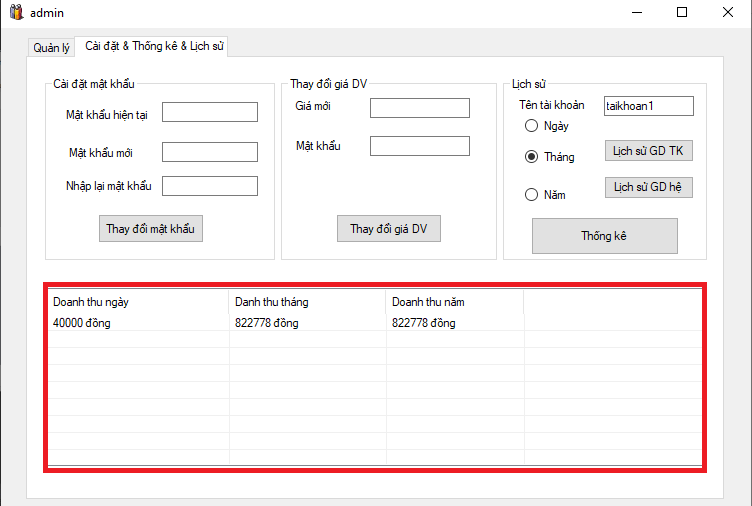 admin
Quản lý
Cài đặt & Thống kê & Lịch sử
Cài đặt mật khẩu
Mật khẩu hiện tại
Mật khẩu mới
Nhập lại mật khẩu
Thay đổi mật khẩu
Thay đổi giá DV
Giá mới
Mật khẩu
Thay đổi giá DV
Lịch sử
Tên tài khoản
taikhoan1
Ngày
Tháng
Năm
Lịch sử GD TK
Lịch sử GD hệ
Thống kê
Doanh thu ngày Danh thu tháng Doanh thu năm
40000 đồng 822778 đồng 822778 đồng